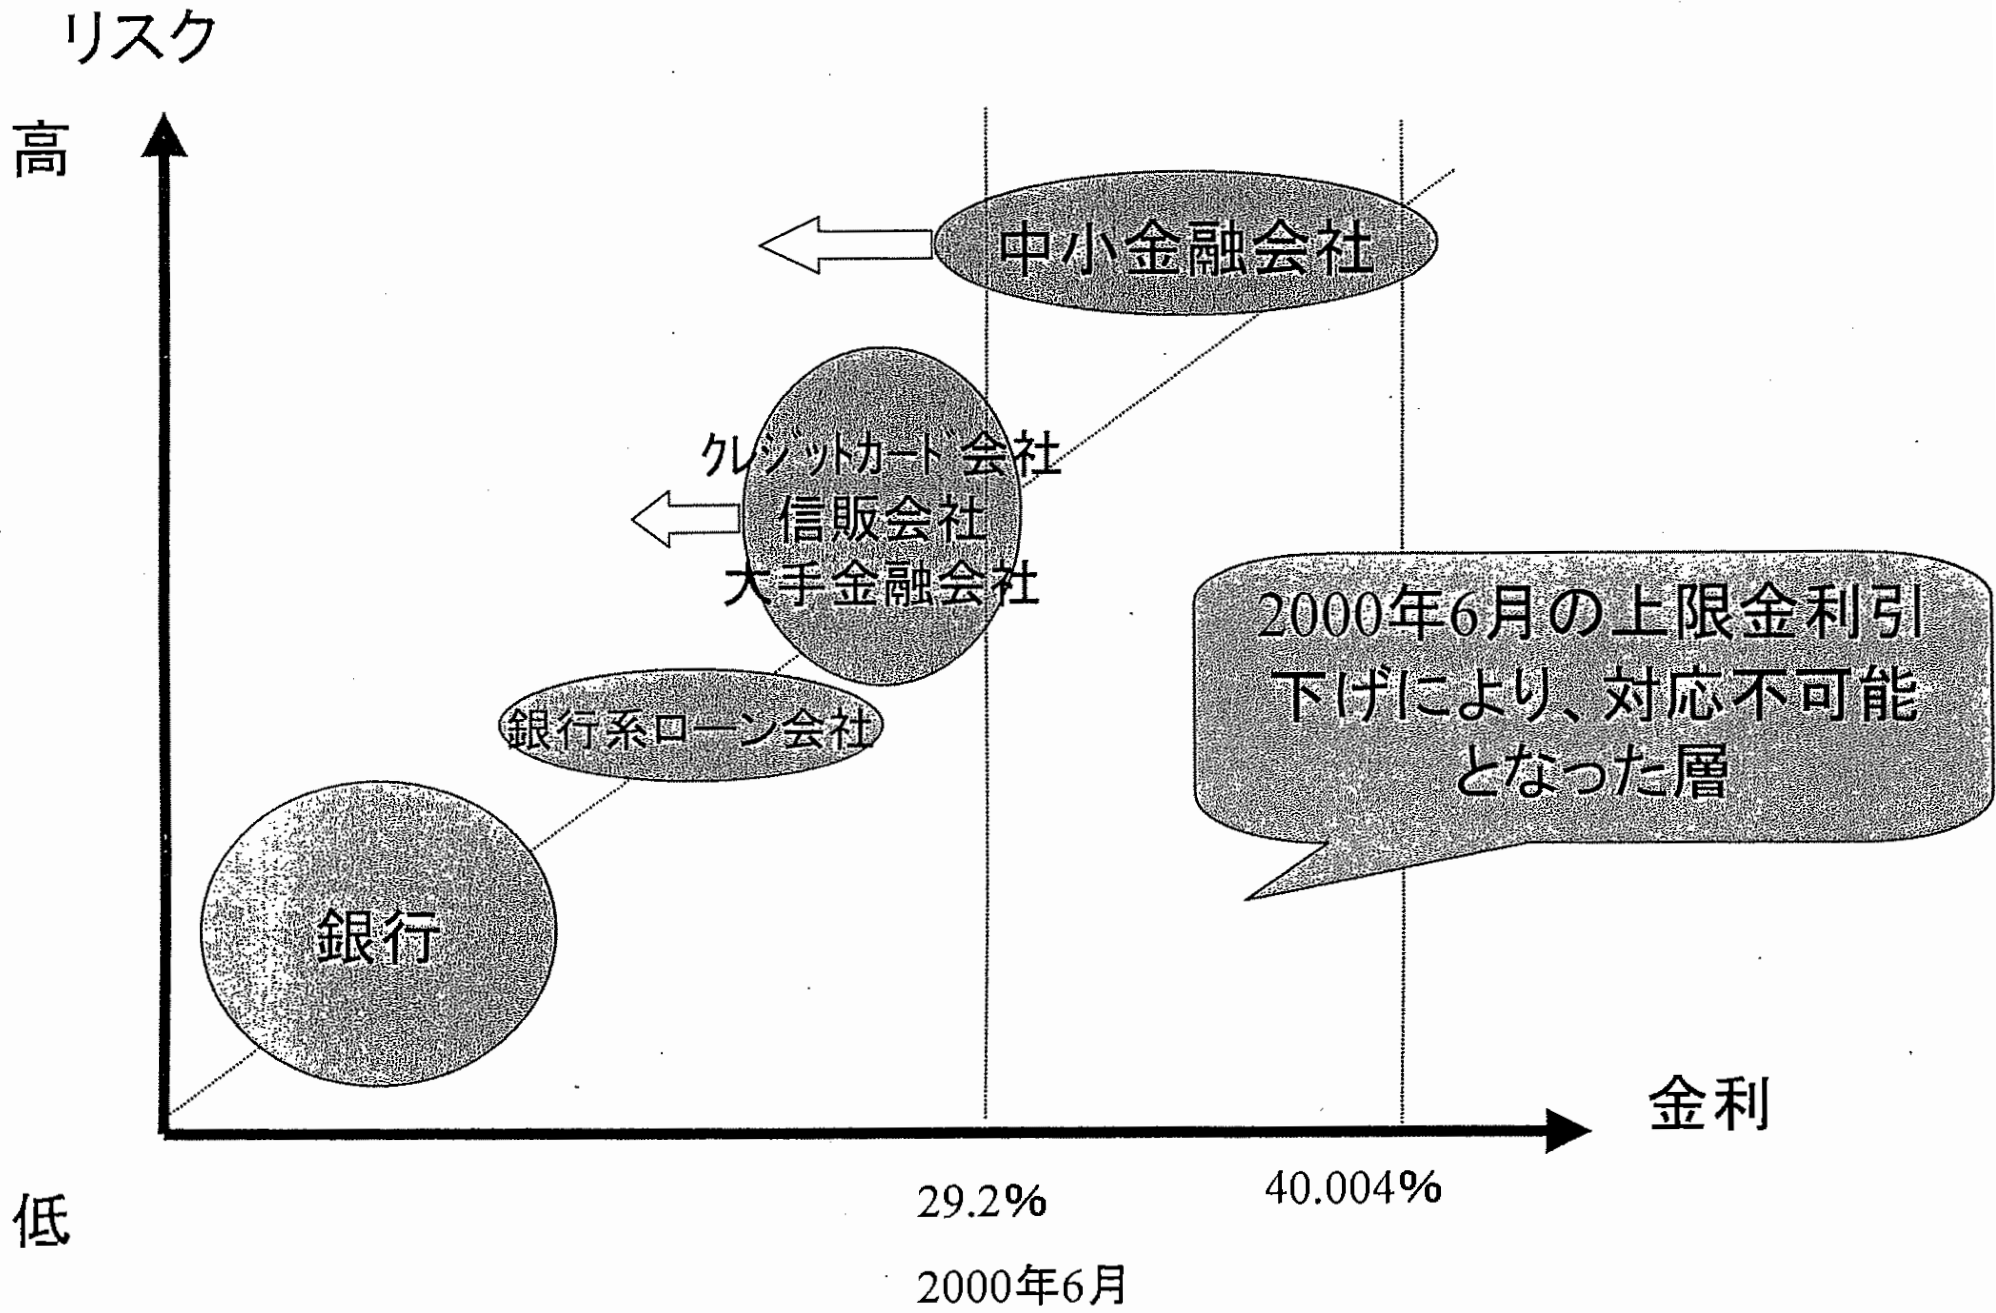 リスク
高
中小金融会社
クレジットカード会社
信販会社
大手金融会社
2000年6月の上限金利引
下げにより、対応不可能
となった層
銀行系ローン会社
銀行
金利
低
29.2%
40.004%
2000年6月